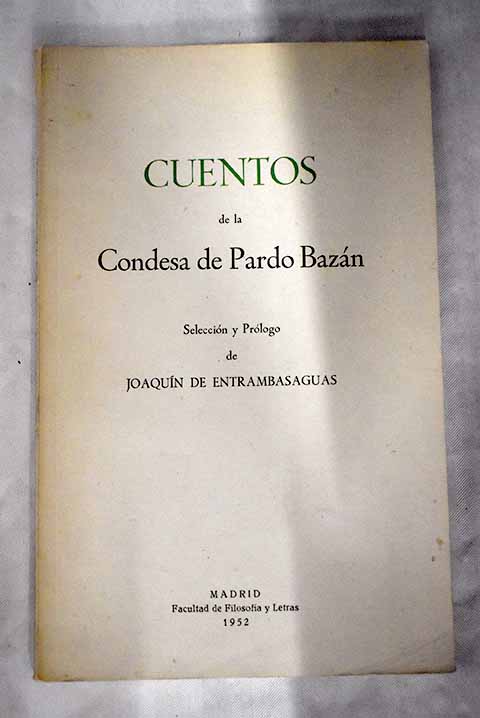 CUENTOS
de la
Condesa de Pardo Bazán
Selección y Prólogo
de
JOAQUÍN DE ENTRAMBASAGUAS
MADRID
Facultad de Filosofía y Letras
1952